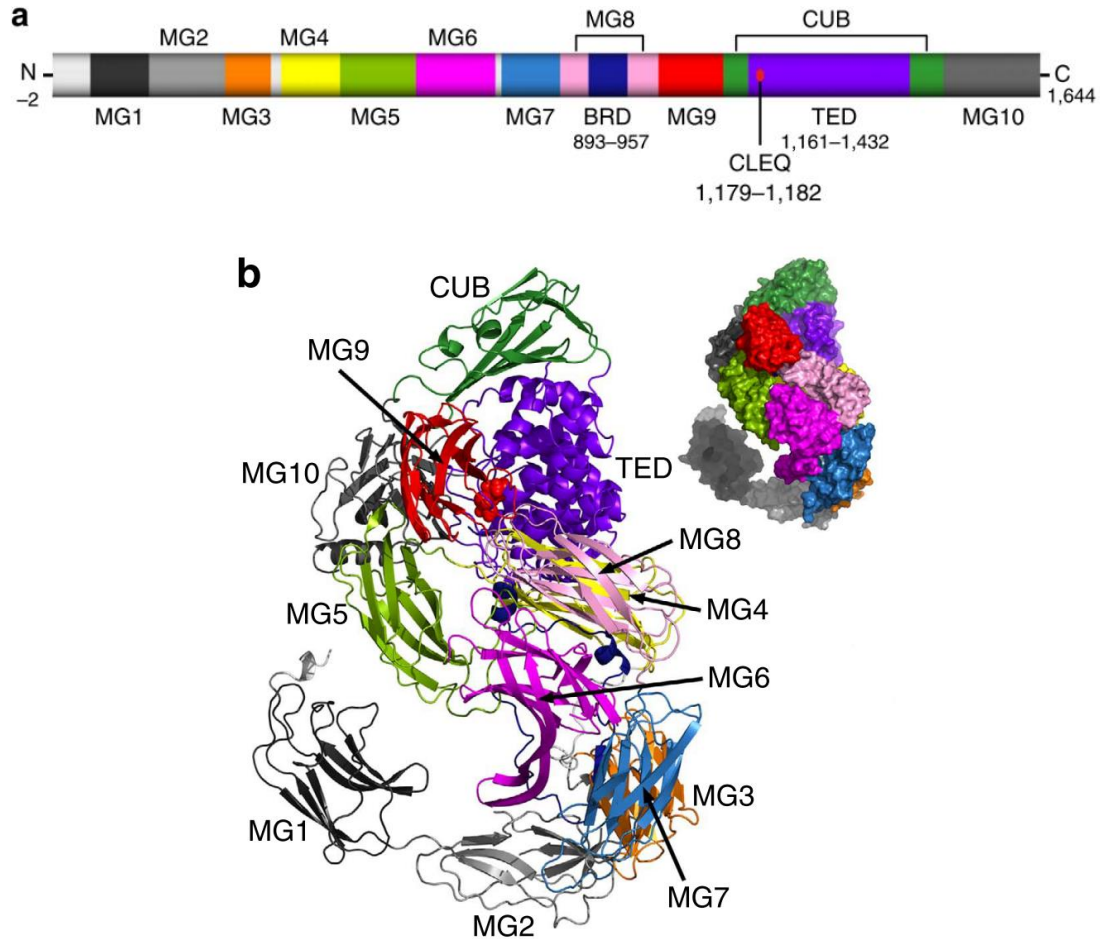 a
MG8
CUB
MG2
MG4
MG6
N
–2
C
1,644
MG1
MG3
MG5
MG7
BRD
893–957
MG9
TED
1,161–1,432
MG10
CLEQ
1,179–1,182
b
CUB
MG9
MG10
TED
MG8
MG4
MG5
MG6
MG3
MG1
MG7
MG2